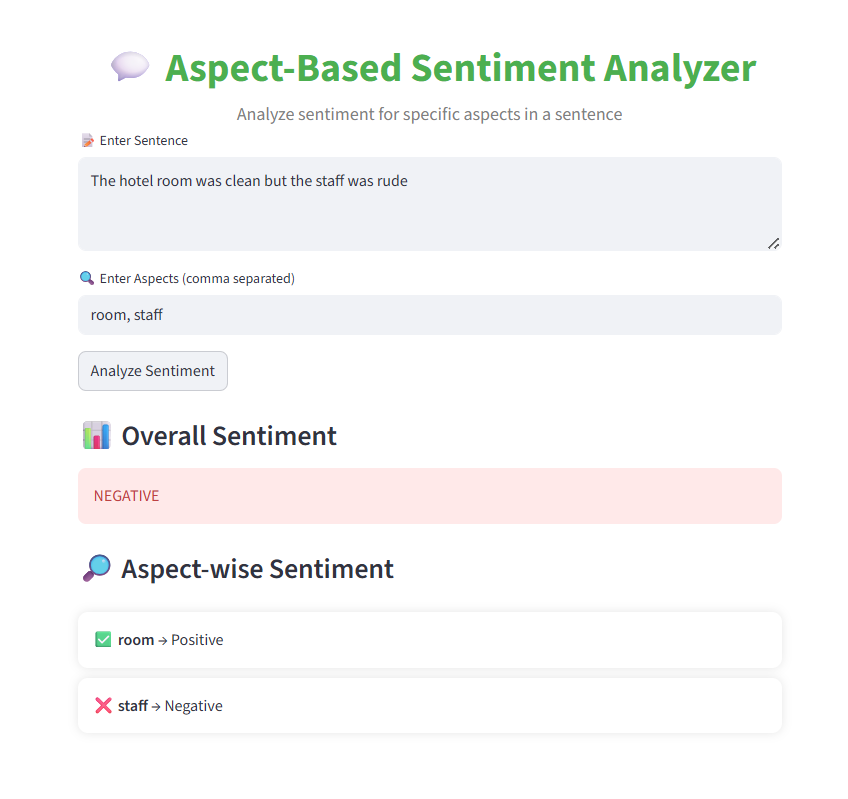 Aspect-Based Sentiment Analyzer
Analyze sentiment for specific aspects in a sentence
Enter Sentence
The hotel room was clean but the staff was rude
Enter Aspects (comma separated)
room, staff
Analyze Sentiment
Overall Sentiment
NEGATIVE
Aspect-wise Sentiment
room → Positive
staff → Negative